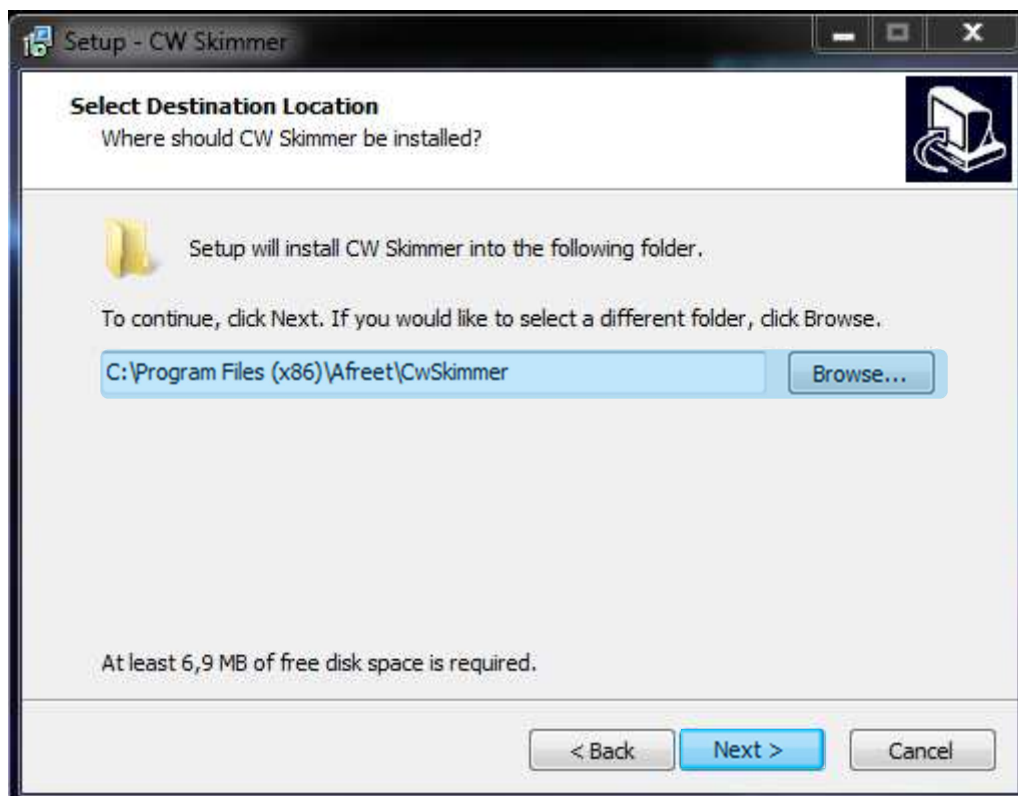 Setup - CW Skimmer
Select Destination Location
Where should CW Skimmer be installed?
Setup will install CW Skimmer into the following folder.
To continue, click Next. If you would like to select a different folder, click Browse.
C:\Program Files (x86)\Afreet\CwSkimmer
Browse...
At least 6,9 MB of free disk space is required.
< Back
Next >
Cancel